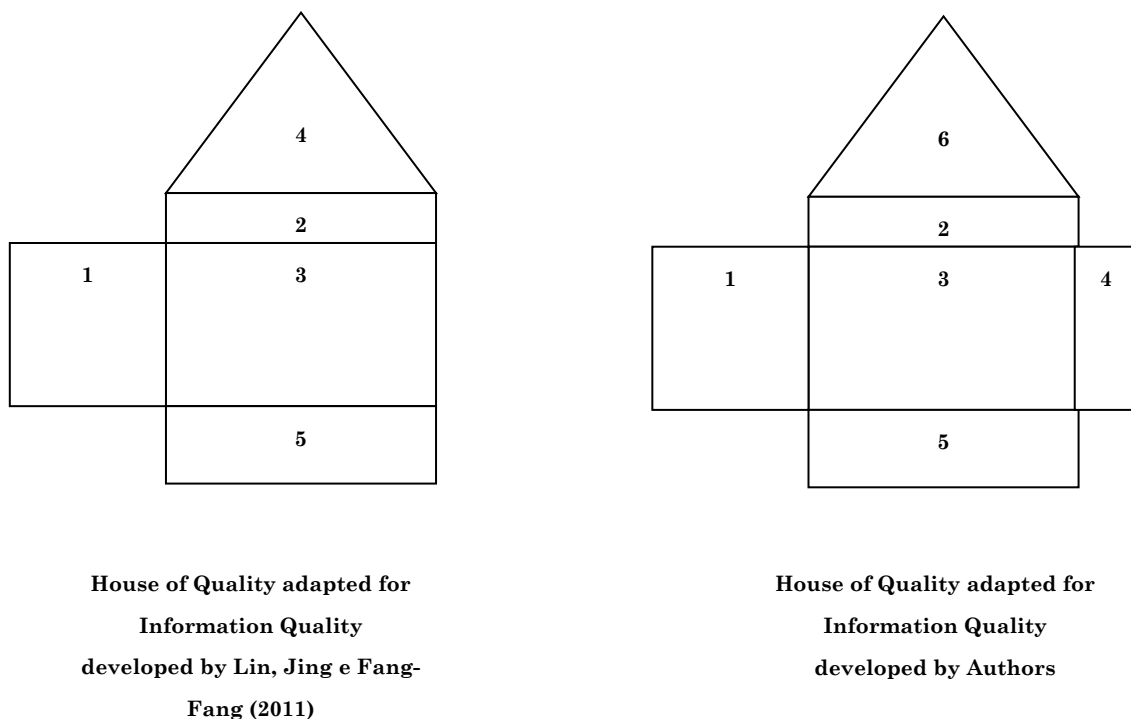 4
2
1
3
5
House of Quality adapted for
Information Quality
developed by Lin, Jing e Fang-
Fang (2011)
6
2
1
3
4
5
House of Quality adapted for
Information Quality
developed by Authors